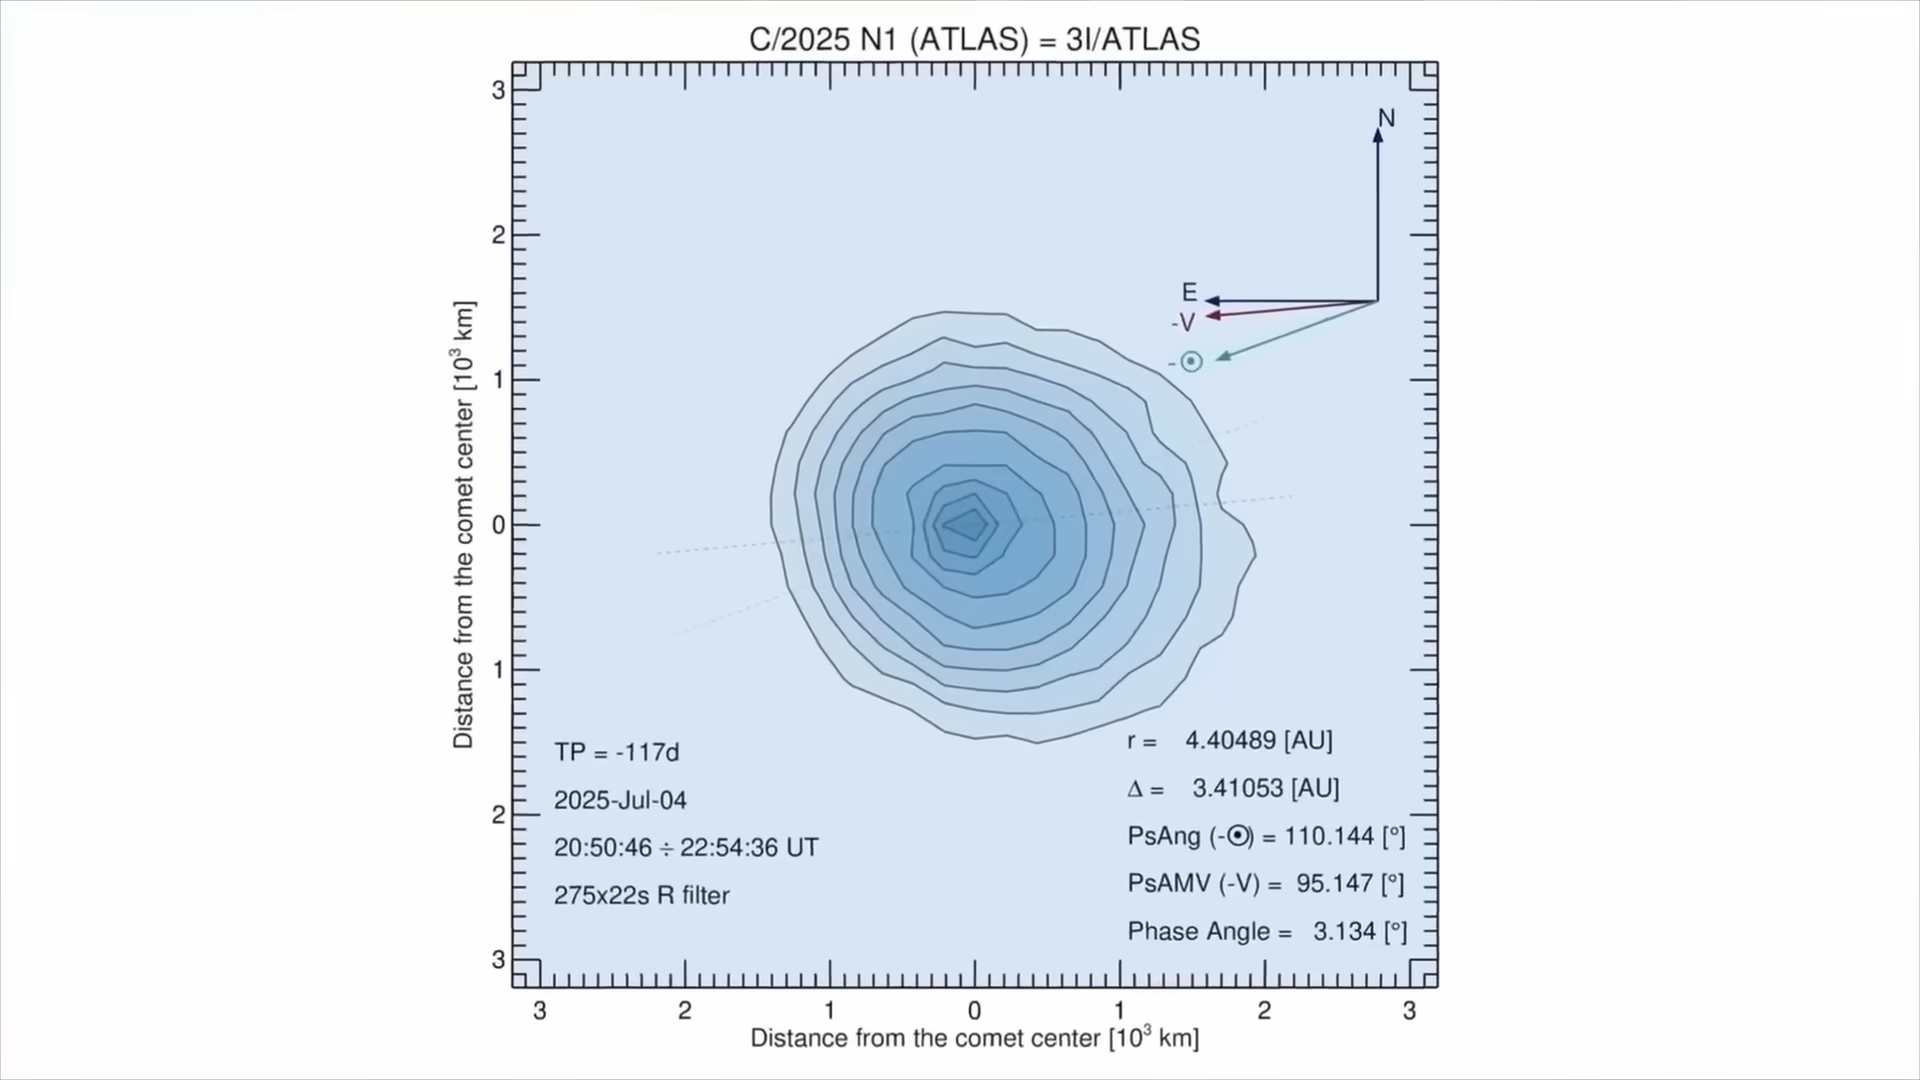 C/2025 N1 (ATLAS) = 3I/ATLAS
3
2
1
0
1
2
3
Distance from the comet center [10³ km]
N
E
-V
-☉
TP = -117d
2025-Jul-04
20:50:46 ÷ 22:54:36 UT
275x22s R filter
r = 4.40489 [AU]
Δ = 3.41053 [AU]
PsAng (-☉) = 110.144 [°]
PsAMV (-V) = 95.147 [°]
Phase Angle = 3.134 [°]
3 2 1 0 1 2 3
Distance from the comet center [10³ km]